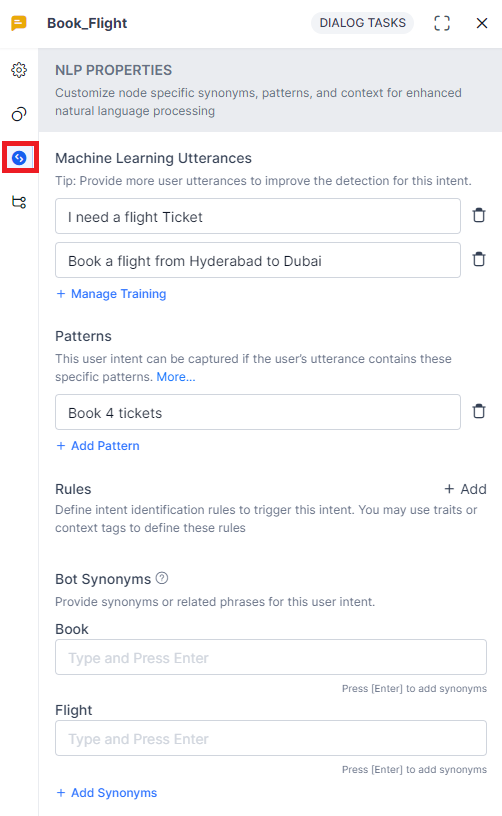 Book_Flight
DIALOG TASKS
NLP PROPERTIES
Customize node specific synonyms, patterns, and context for enhanced
natural language processing
Machine Learning Utterances
Tip: Provide more user utterances to improve the detection for this intent.
I need a flight Ticket
Book a flight from Hyderabad to Dubai
+ Manage Training
Patterns
This user intent can be captured if the user's utterance contains these
specific patterns. More...
Book 4 tickets
+ Add Pattern
Rules
+ Add
Define intent identification rules to trigger this intent. You may use traits or
context tags to define these rules
Bot Synonyms ?
Provide synonyms or related phrases for this user intent.
Book
Type and Press Enter
Press [Enter] to add synonyms
Flight
Type and Press Enter
Press [Enter] to add synonyms
+ Add Synonyms